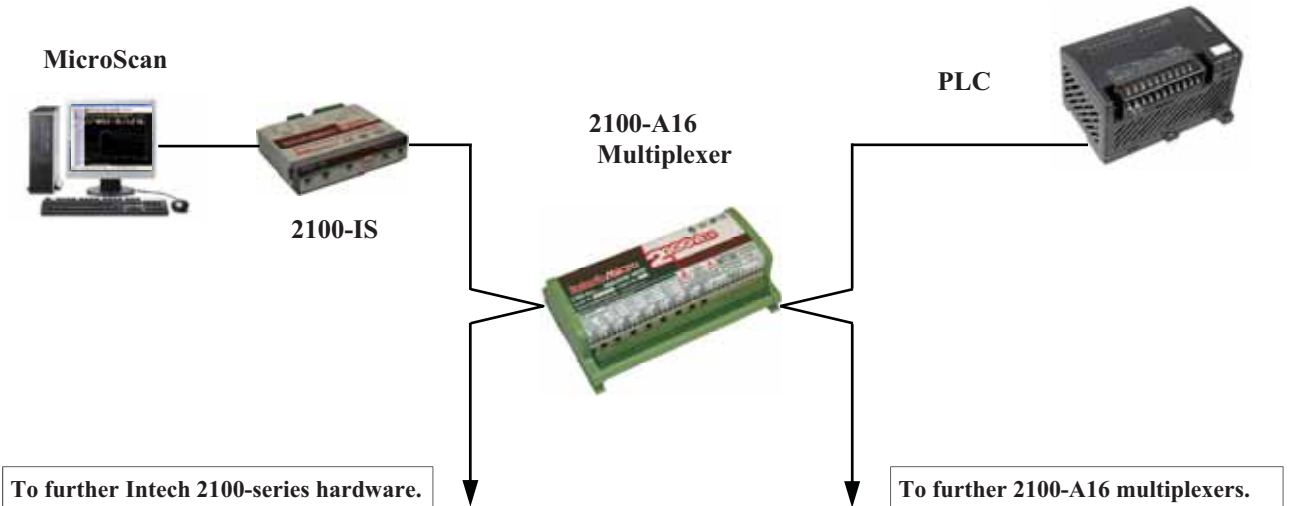 MicroScan
PLC
2100-A16
Multiplexer
2100-IS
To further Intech 2100-series hardware.
To further 2100-A16 multiplexers.